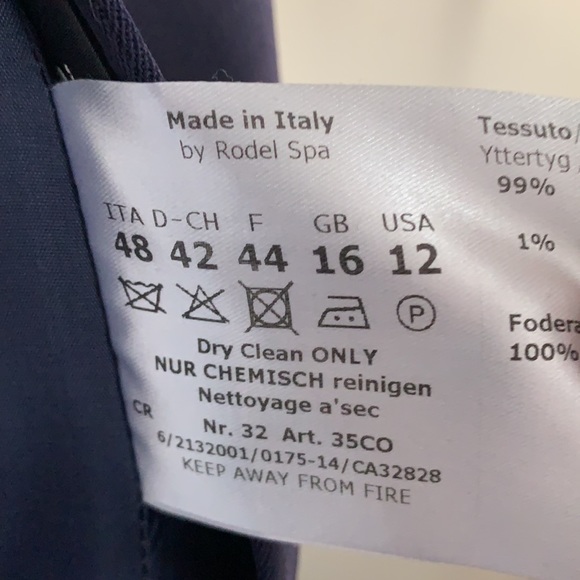 Made in Italy
by Rodel Spa
ITA D-CH F GB USA
48 42 44 16 12
P
Dry Clean ONLY
NUR CHEMISCH reinigen
Nettoyage a'sec
CR
Nr. 32 Art. 35CO
6/2132001/0175-14/CA32828
KEEP AWAY FROM FIRE
Tessuto/
Yttertyg
99%
1%
Fodera
100%